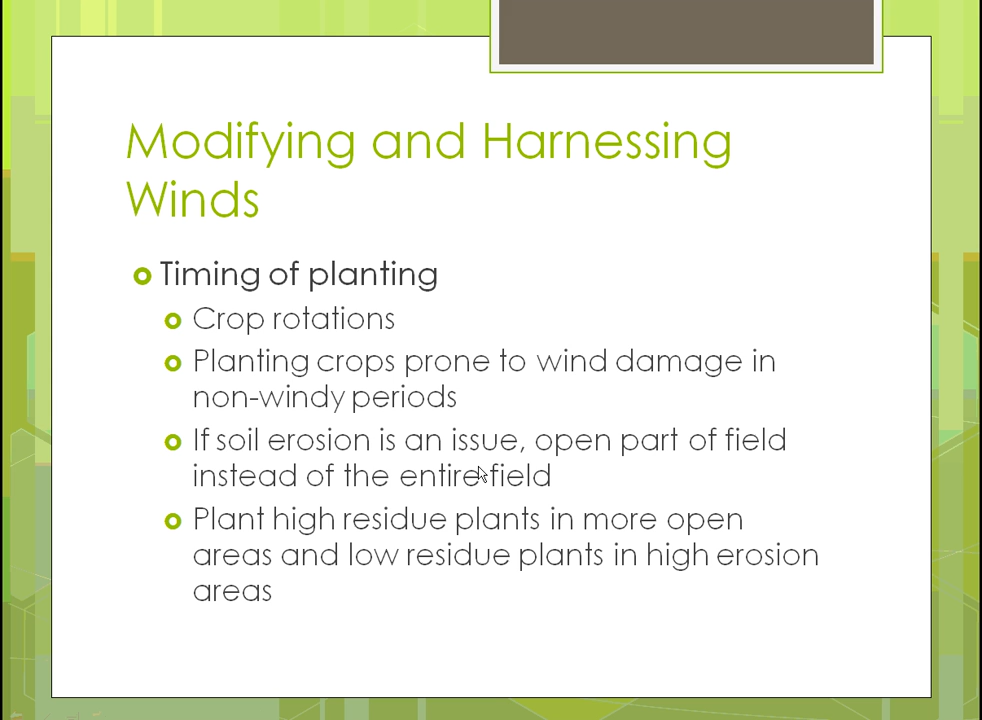 Modifying and Harnessing
Winds
Timing of planting
Crop rotations
Planting crops prone to wind damage in
non-windy periods
If soil erosion is an issue, open part of field
instead of the entire field
Plant high residue plants in more open
areas and low residue plants in high erosion
areas